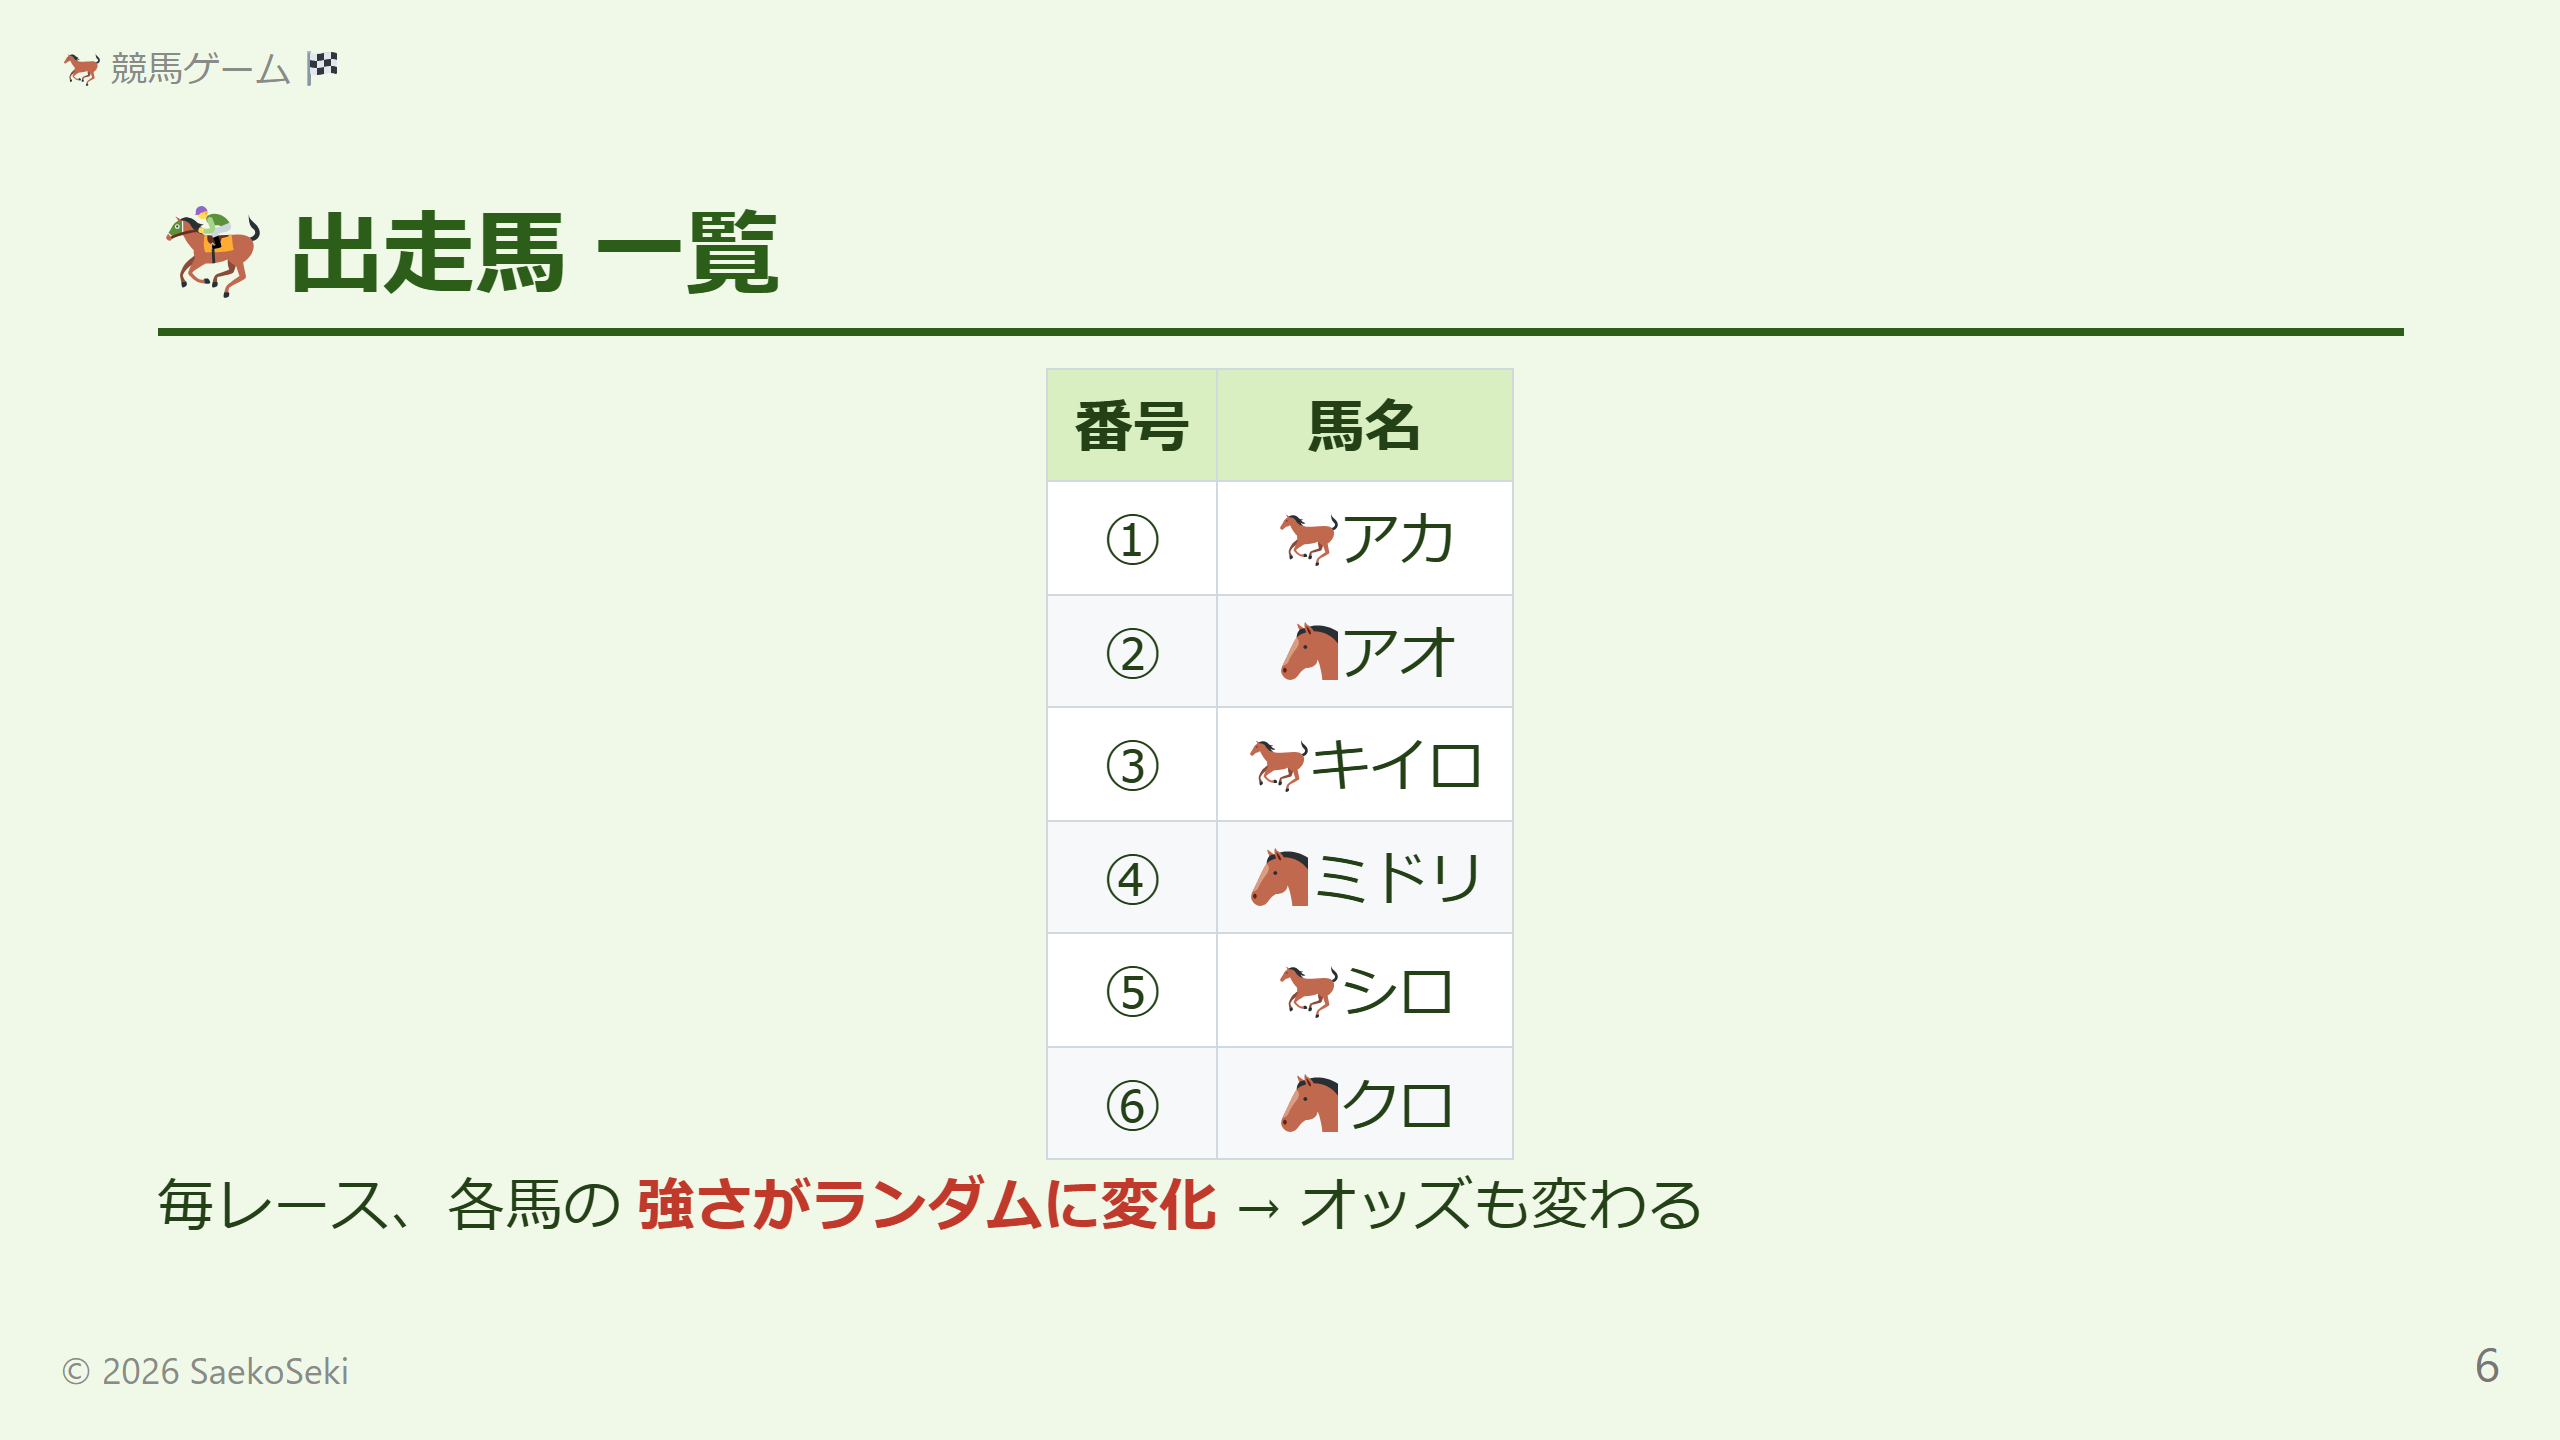 🐎 競馬ゲーム 🏁
🏇 出走馬 一覧
番号 馬名
① 🐎アカ
② 🐴アオ
③ 🐎キイロ
④ 🐴ミドリ
⑤ 🐎シロ
⑥ 🐴クロ
毎レース、各馬の 強さがランダムに変化 → オッズも変わる
© 2026 SaekoSeki
6